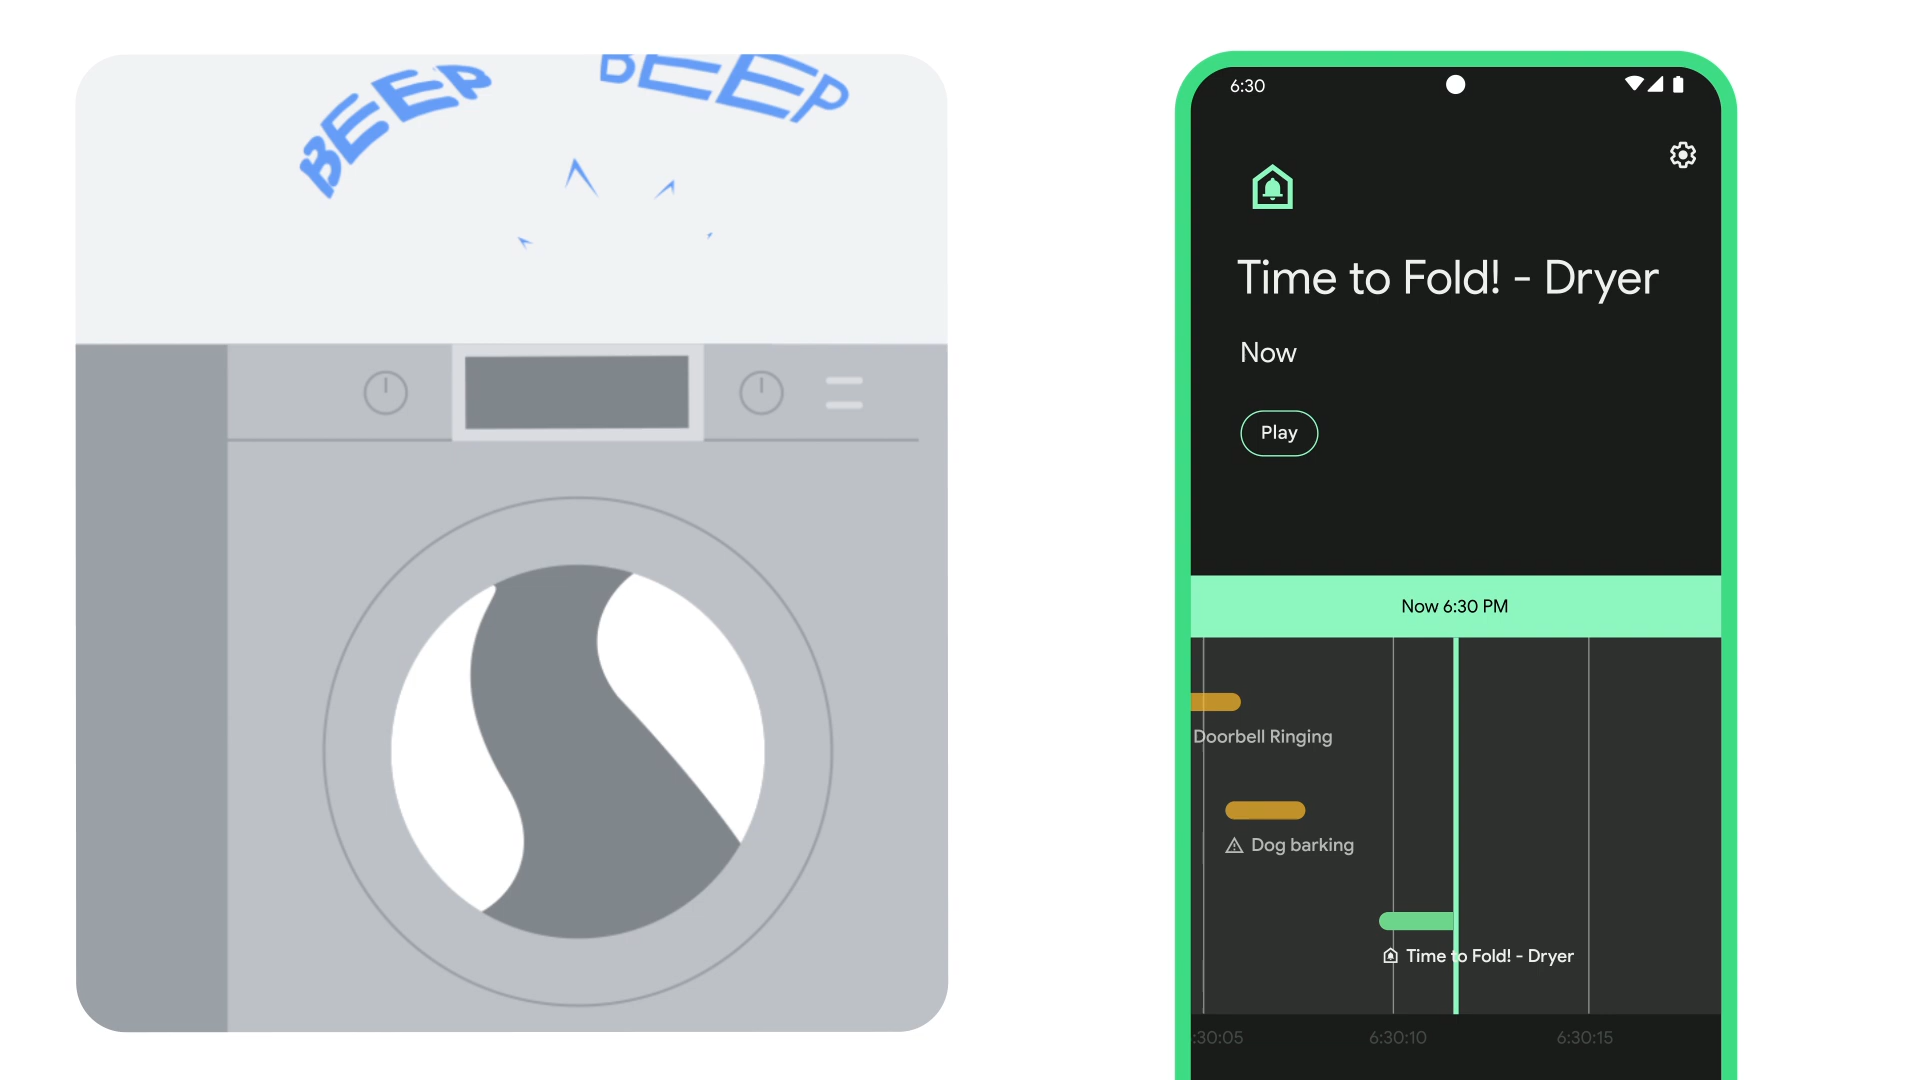 BEEP
BEEP
6:30
Time to Fold! - Dryer
Now
Play
Now 6:30 PM
Doorbell Ringing
Dog barking
Time to Fold! - Dryer
:30:05
6:30:10
6:30:15